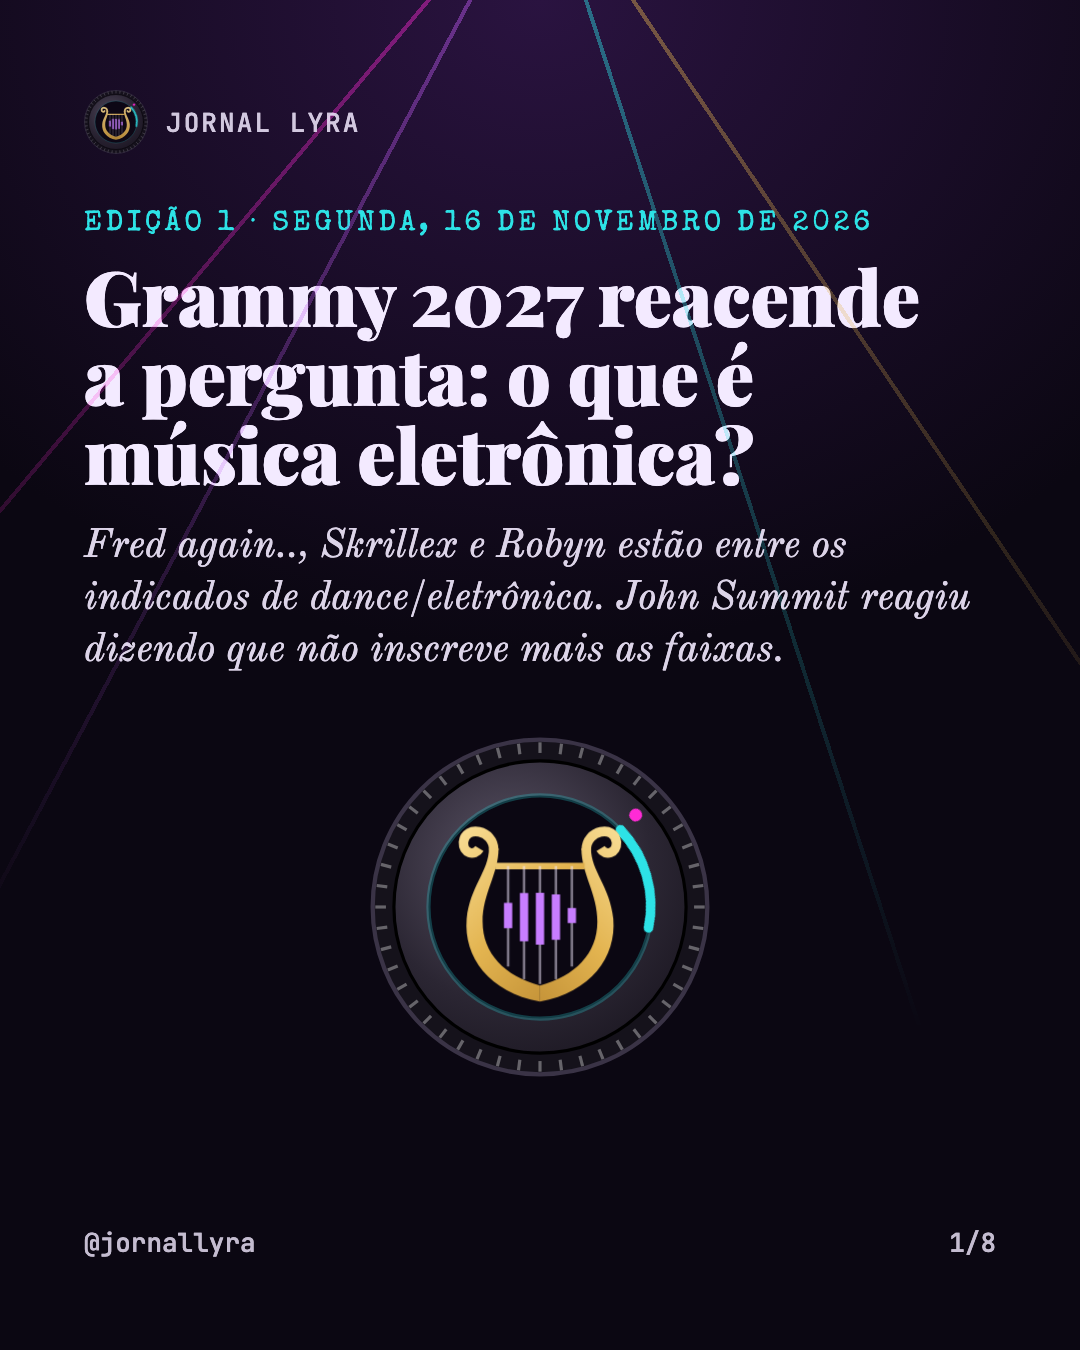 JORNAL LYRA
EDIÇÃO 1 · SEGUNDA, 16 DE NOVEMBRO DE 2026
Grammy 2027 reacende
a pergunta: o que é
música eletrônica?
Fred again.., Skrillex e Robyn estão entre os
indicados de dance/eletrônica. John Summit reagiu
dizendo que não inscreve mais as faixas.
@jornallyra
1/8